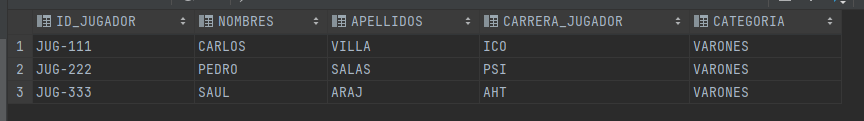 ID_JUGADOR NOMBRES APELLIDOS CARRERA_JUGADOR CATEGORIA
1 JUG-111 CARLOS VILLA ICO VARONES
2 JUG-222 PEDRO SALAS PSI VARONES
3 JUG-333 SAUL ARAJ AHT VARONES